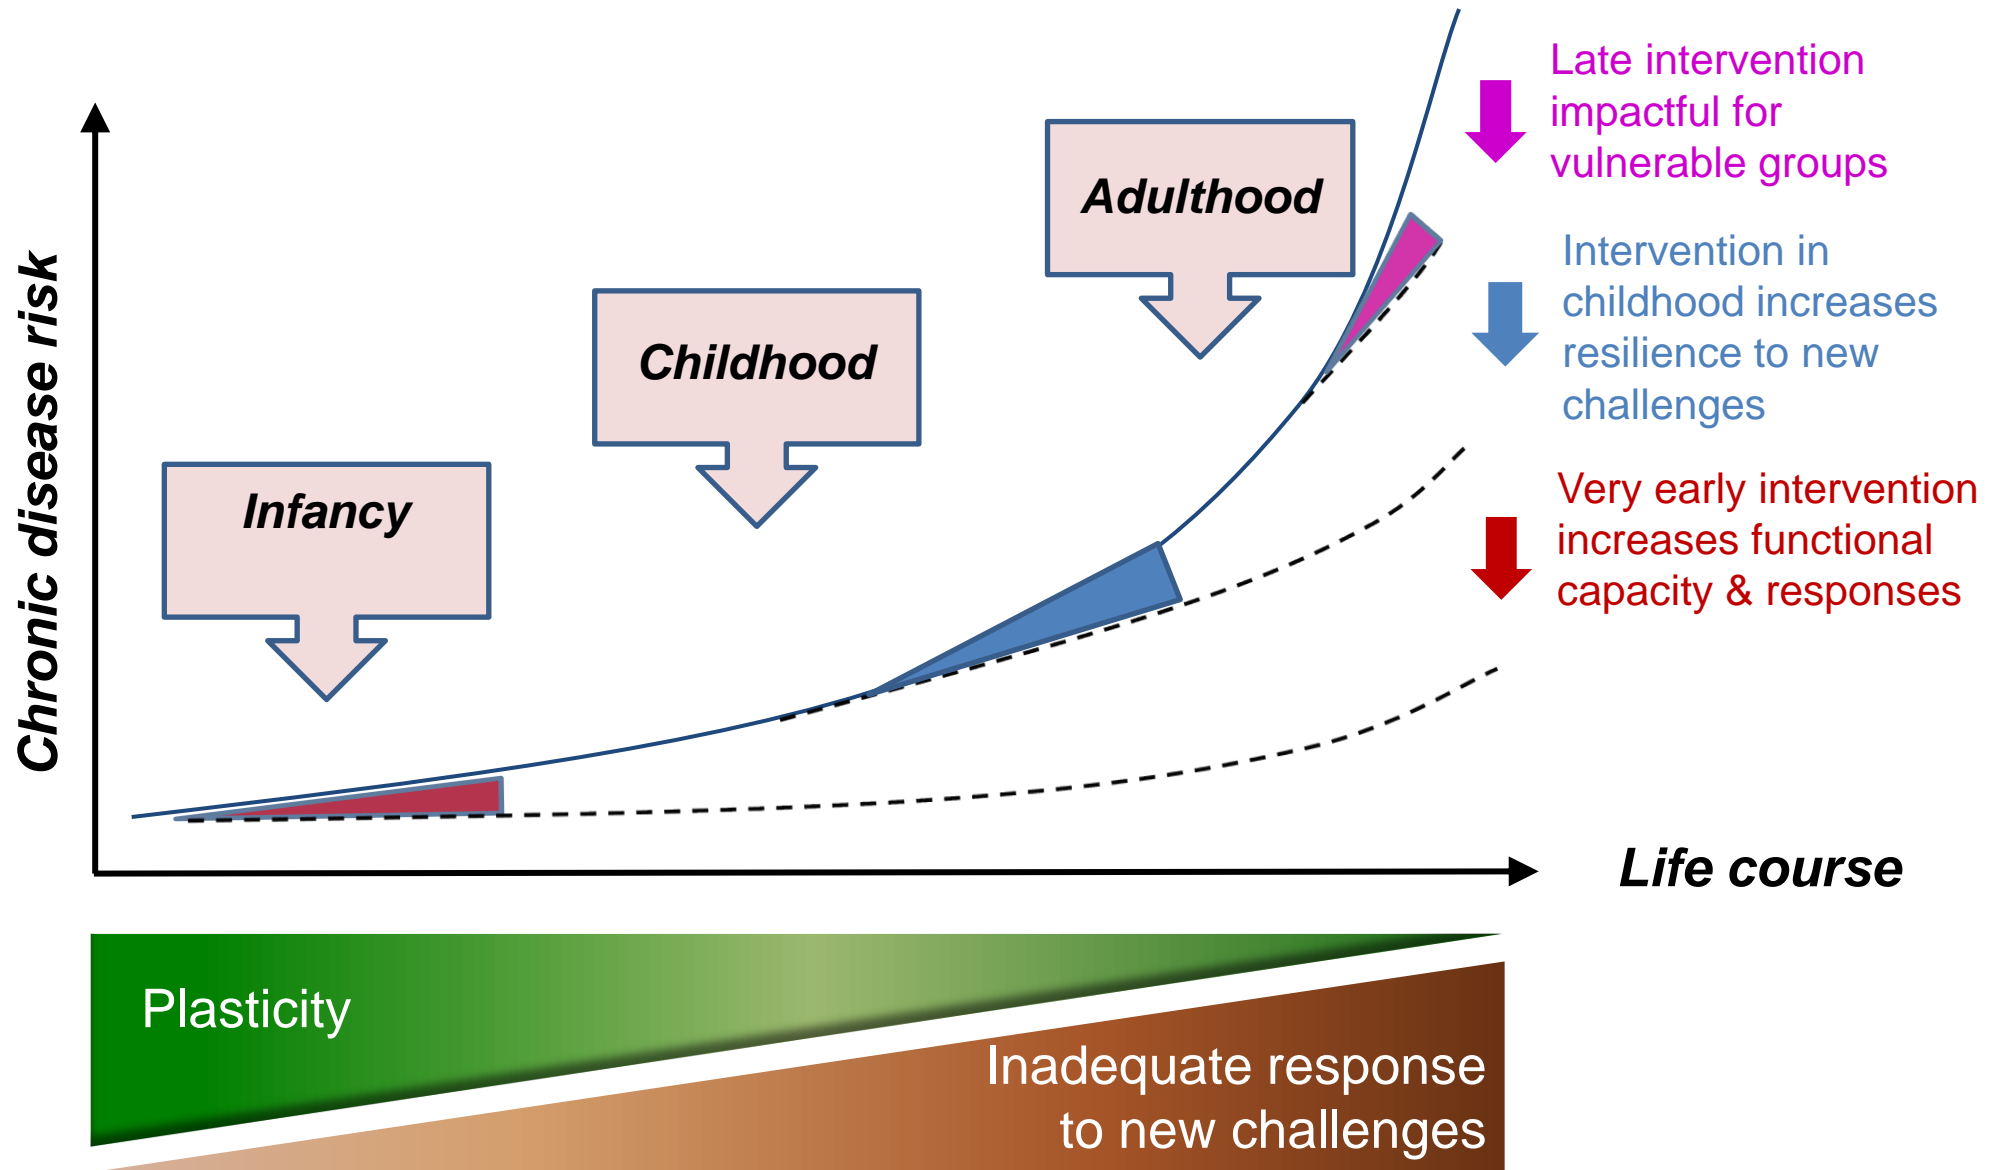 Late intervention
impactful for
vulnerable groups
Adulthood
Intervention in
childhood increases
resilience to new
challenges
Childhood
Chronic disease risk
Infancy
Very early intervention
increases functional
capacity & responses
Life course
Plasticity
Inadequate response
to new challenges